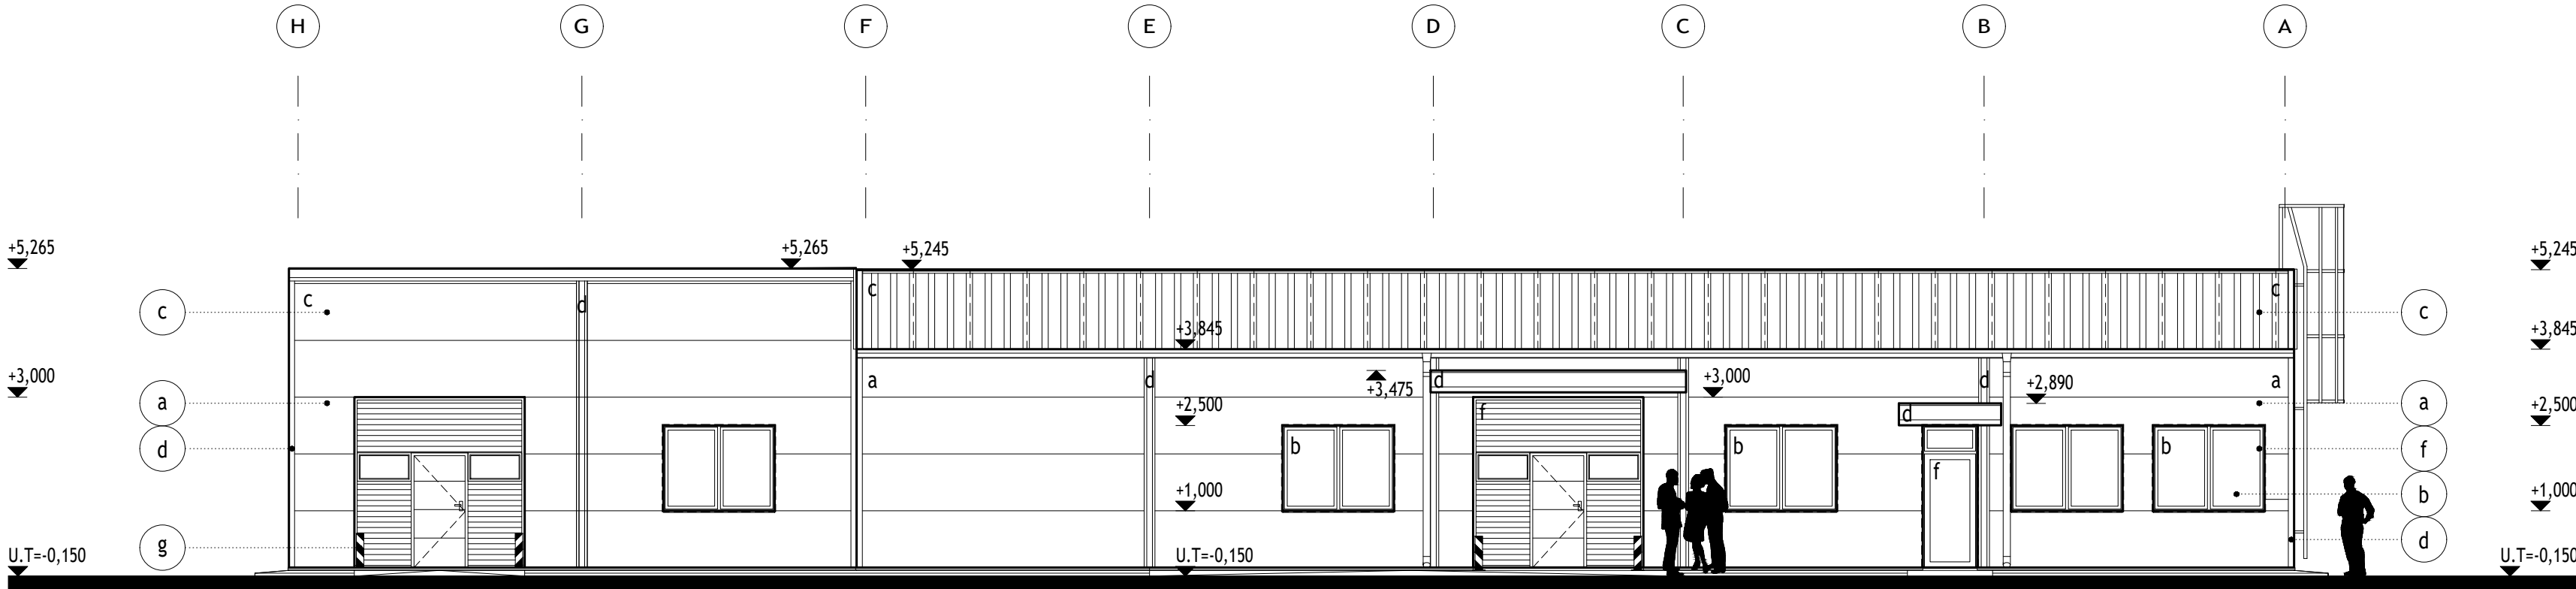 H G F E D C B A
+5,265 +5,265 +5,245 +5,245
c c d c c c
+3,845 +3,845
+3,000 a d +3,475 d +3,000 d +2,890 a
a f d a
+2,500 +2,500
d b b f b f
b
+1,000 +1,000
g d
U.T=-0,150 U.T=-0,150 U.T=-0,150